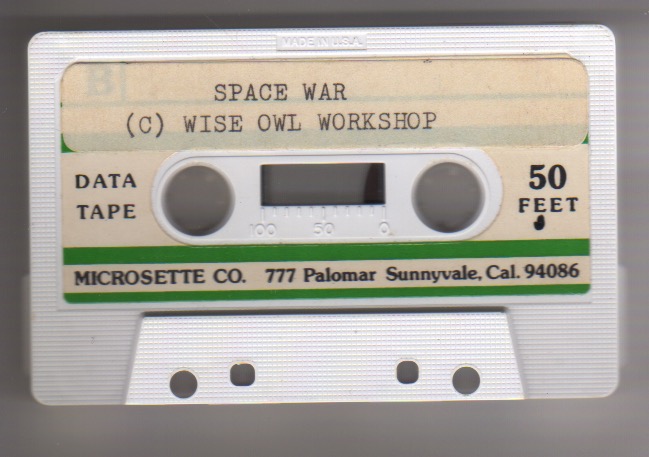 MADE IN U.S.A.
B
SPACE WAR
(C) WISE OWL WORKSHOP
DATA
TAPE
50
FEET
100 50 0
MICROSETTE CO. 777 Palomar Sunnyvale, Cal. 94086